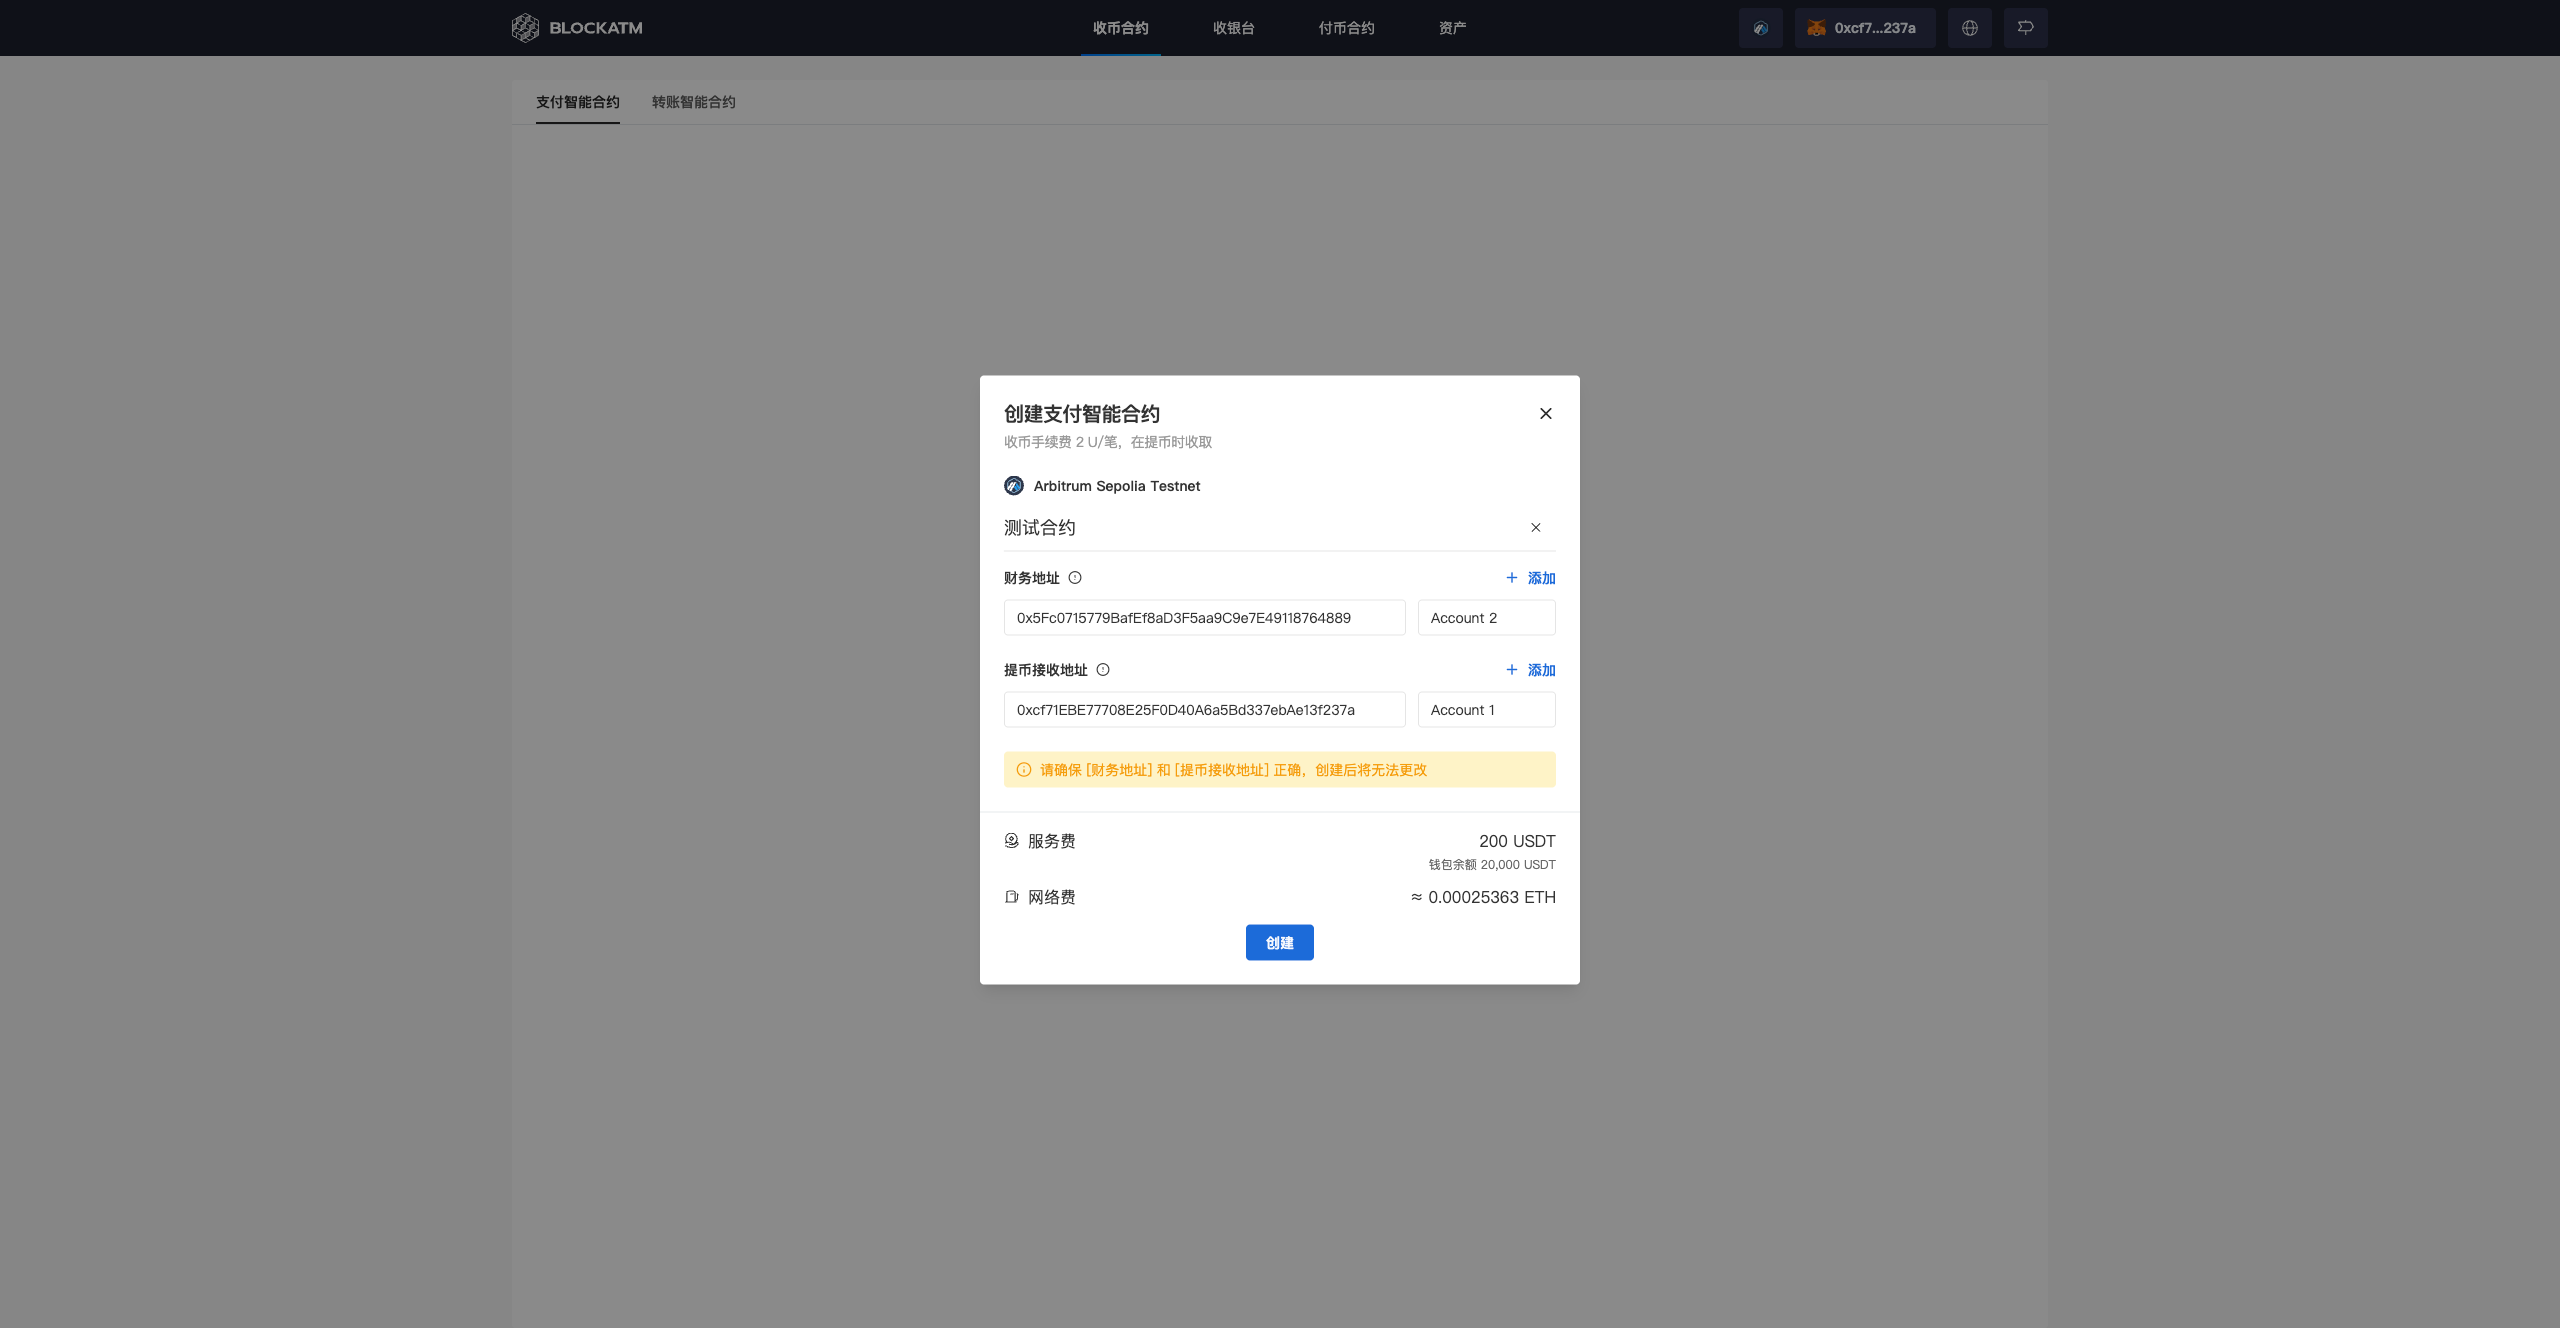 BLOCKATM
收币合约
收银台
付币合约
资产
0xcf7...237a
支付智能合约
转账智能合约
创建支付智能合约
收币手续费 2 U/笔，在提币时收取
Arbitrum Sepolia Testnet
测试合约
财务地址
添加
0x5Fc0715779BafEf8aD3F5aa9C9e7E49118764889
Account 2
提币接收地址
添加
0xcf71EBE77708E25F0D40A6a5Bd337ebAe13f237a
Account 1
请确保 [财务地址] 和 [提币接收地址] 正确，创建后将无法更改
服务费
200 USDT
钱包余额 20,000 USDT
网络费
≈ 0.00025363 ETH
创建